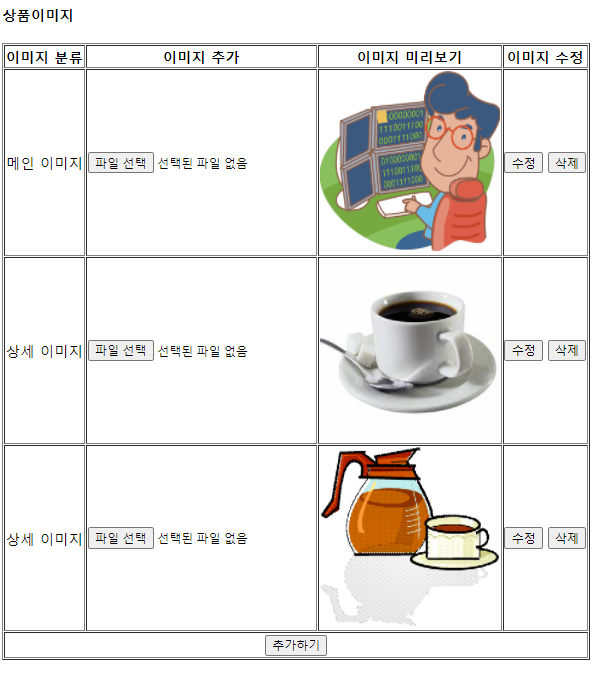 상품이미지
이미지 분류 이미지 추가 이미지 미리보기 이미지 수정
00000001
1110011100
0001111000
0100000001
1110011100
0001111000
메인 이미지 파일 선택 선택된 파일 없음 수정 삭제
상세 이미지 파일 선택 선택된 파일 없음 수정 삭제
상세 이미지 파일 선택 선택된 파일 없음 수정 삭제
추가하기